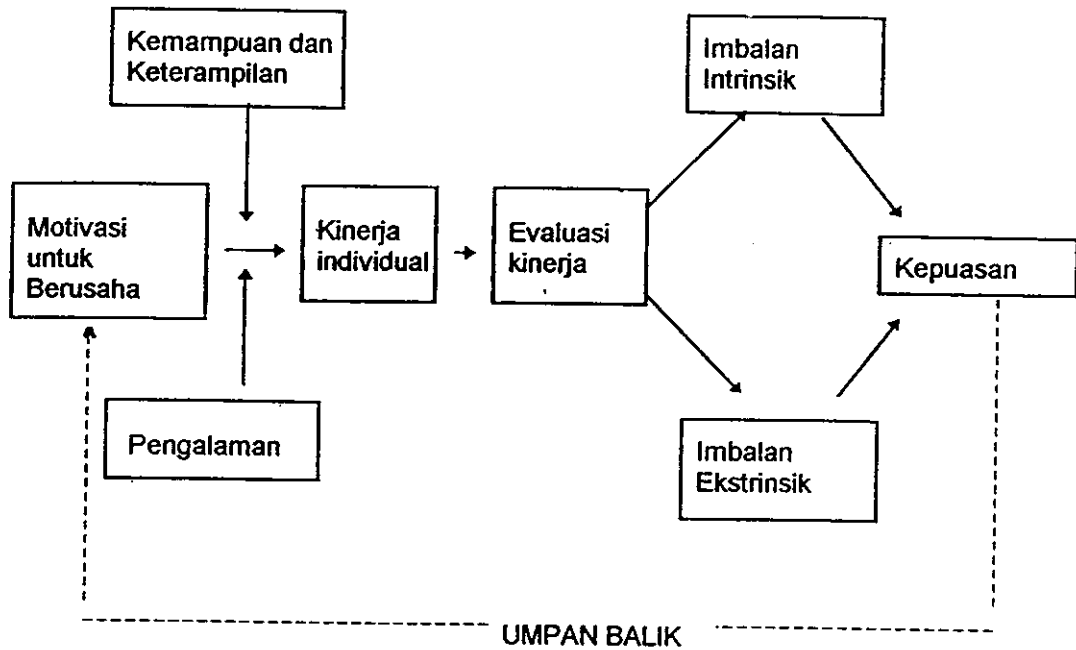 Kemampuan dan
Keterampilan
Imbalan
Intrinsik
Motivasi
untuk
Berusaha
Kinerja
individual
Evaluasi
kinerja
Kepuasan
Pengalaman
Imbalan
Ekstrinsik
UMPAN BALIK